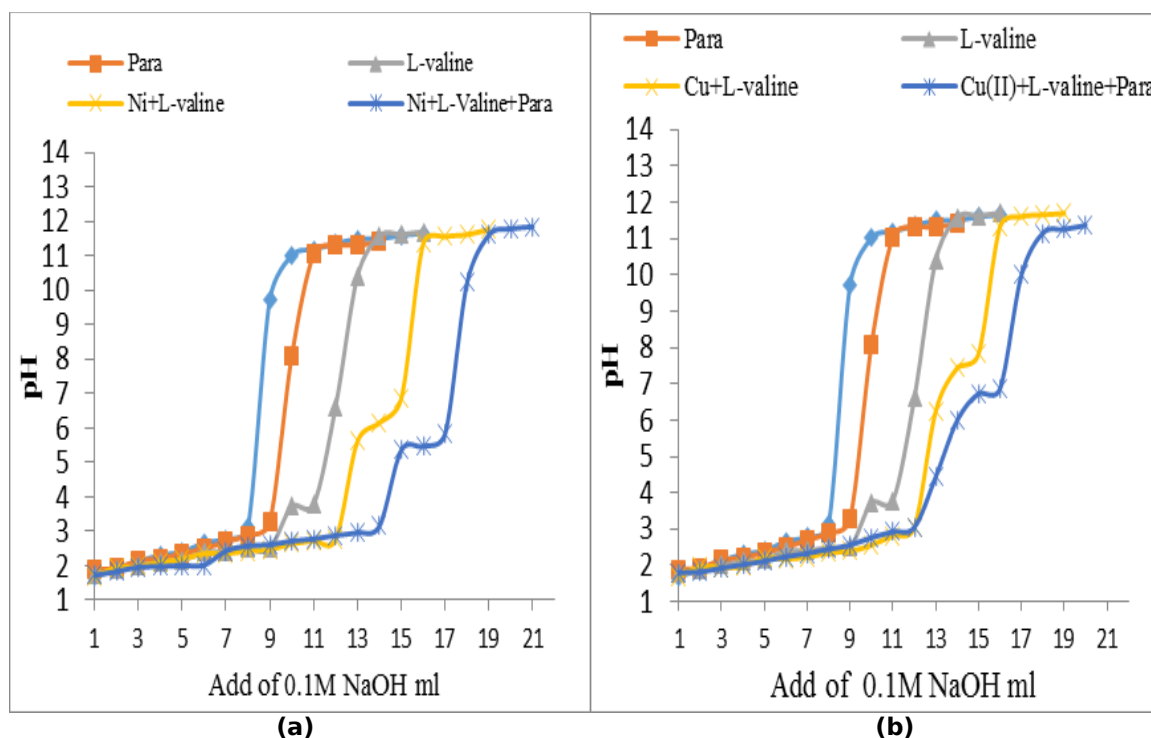 Para
L-valine
Ni+L-valine
Ni+L-Valine+Para
14
13
12
11
10
9
8
7
6
5
4
3
2
1
pH
1 3 5 7 9 11 13 15 17 19 21
Add of 0.1M NaOH ml
(a)
Para
L-valine
Cu+L-valine
Cu(II)+L-valine+Para
14
13
12
11
10
9
8
7
6
5
4
3
2
1
pH
1 3 5 7 9 11 13 15 17 19 21
Add of 0.1M NaOH ml
(b)